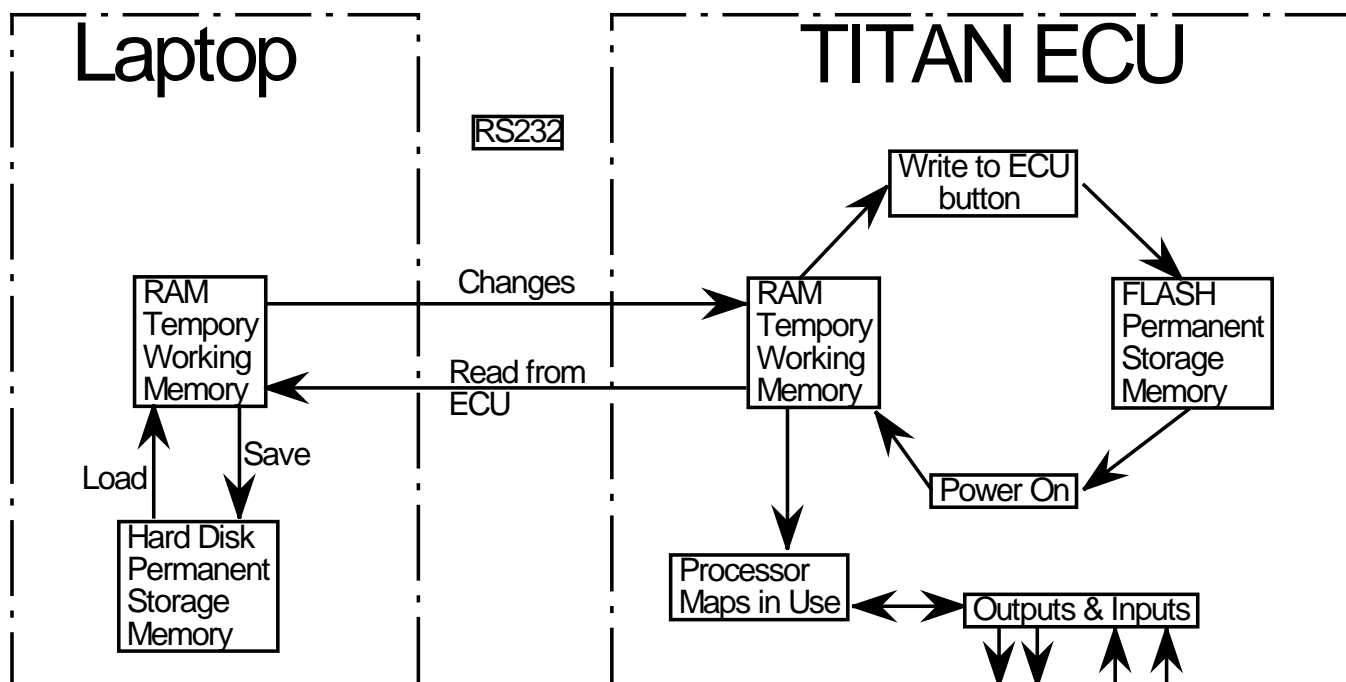 Laptop
TITAN ECU
RS232
Write to ECU
button
RAM
Tempory
Working
Memory
Changes
Read from
ECU
RAM
Tempory
Working
Memory
FLASH
Permanent
Storage
Memory
Load
Save
Power On
Hard Disk
Permanent
Storage
Memory
Processor
Maps in Use
Outputs & Inputs